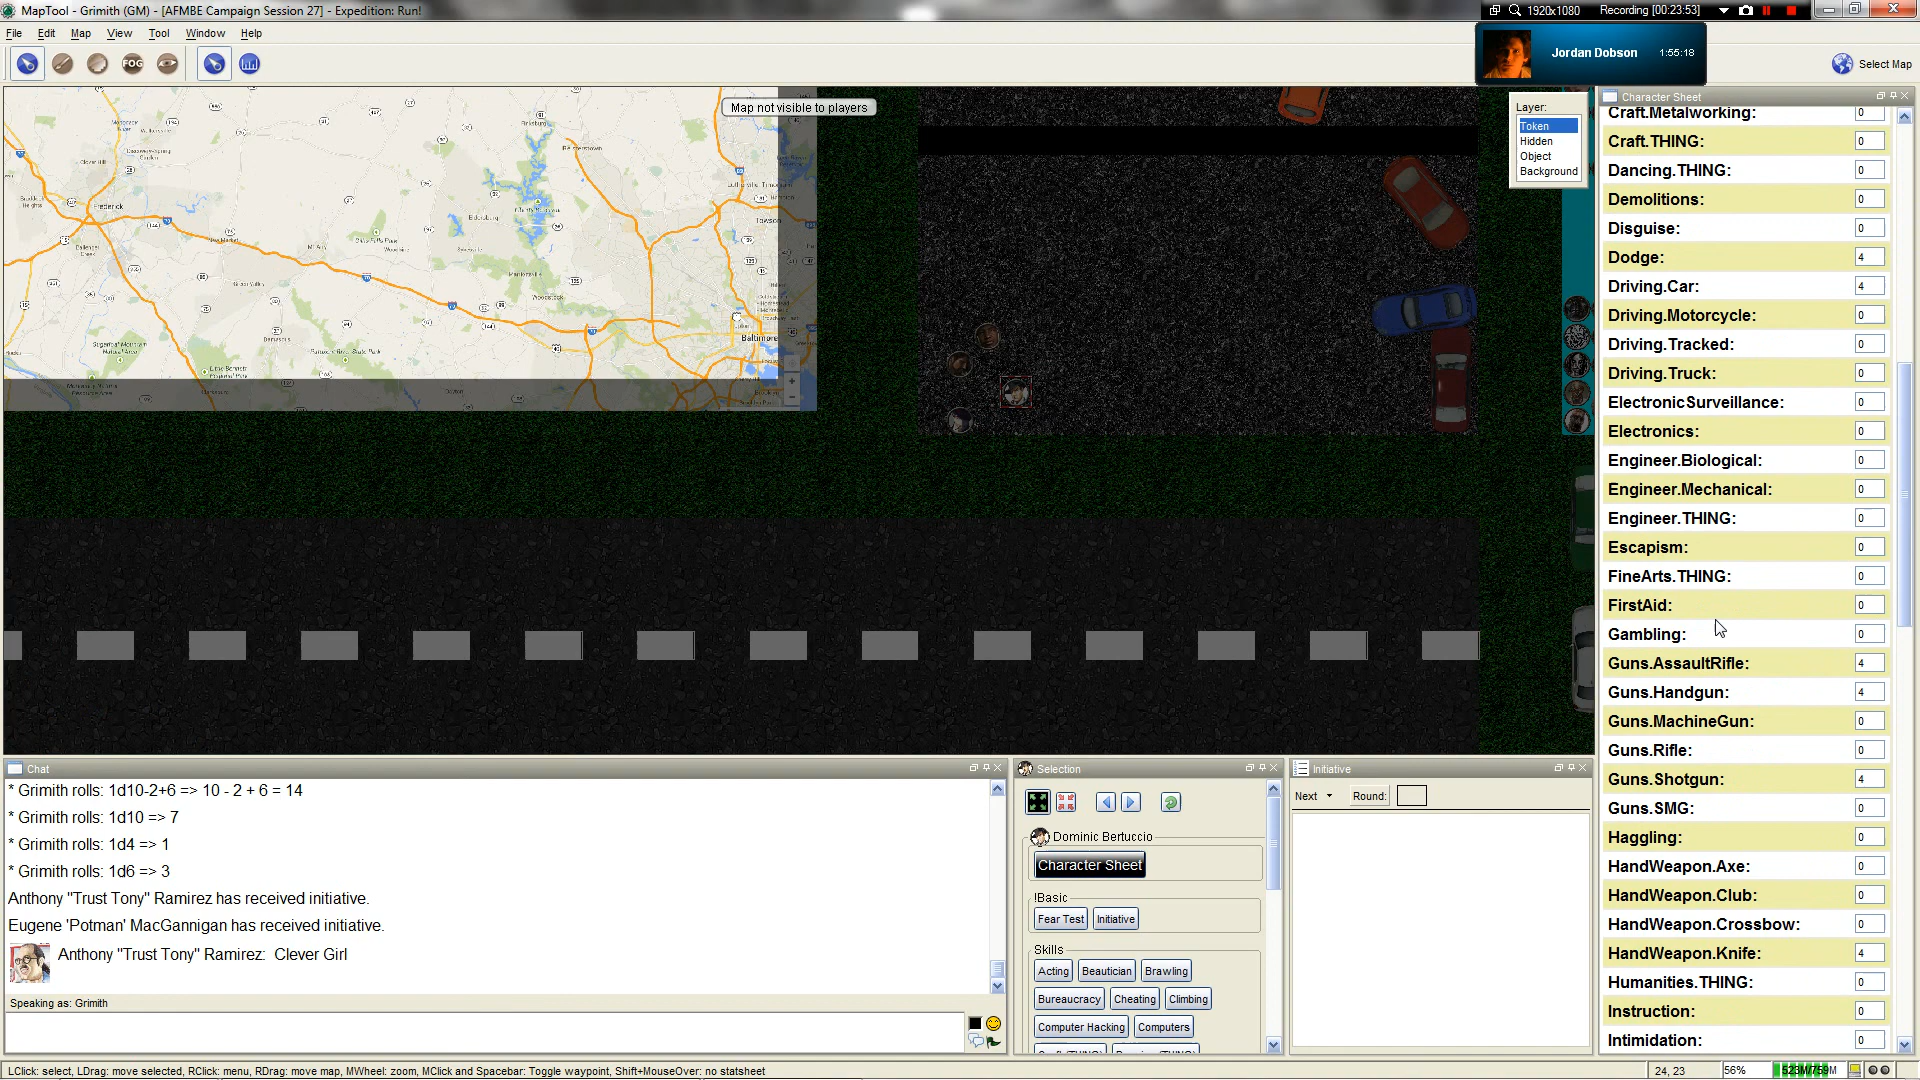 MapTool - Grimith (GM) - [AFMBE Campaign Session 27] - Expedition: Run!
1920x1080
Recording [00:23:53]
File Edit Map View Tool Window Help
FOG
Jordan Dobson
1:55:18
Select Map
Map not visible to players
Layer:
Token
Hidden
Object
Background
Frederick
Eldersburg
Woodstock
Towson
Baltimore
Damascus
Character Sheet
Craft.Metalworking: 0
Craft.THING: 0
Dancing.THING: 0
Demolitions: 0
Disguise: 0
Dodge: 4
Driving.Car: 4
Driving.Motorcycle: 0
Driving.Tracked: 0
Driving.Truck: 0
ElectronicSurveillance: 0
Electronics: 0
Engineer.Biological: 0
Engineer.Mechanical: 0
Engineer.THING: 0
Escapism: 0
FineArts.THING: 0
FirstAid: 0
Gambling: 0
Guns.AssaultRifle: 4
Guns.Handgun: 4
Guns.MachineGun: 0
Guns.Rifle: 0
Guns.Shotgun: 4
Guns.SMG: 0
Haggling: 0
HandWeapon.Axe: 0
HandWeapon.Club: 0
HandWeapon.Crossbow: 0
HandWeapon.Knife: 4
Humanities.THING: 0
Instruction: 0
Intimidation: 0
Chat
* Grimith rolls: 1d10-2+6 => 10 - 2 + 6 = 14
* Grimith rolls: 1d10 => 7
* Grimith rolls: 1d4 => 1
* Grimith rolls: 1d6 => 3
Anthony "Trust Tony" Ramirez has received initiative.
Eugene 'Potman' MacGannigan has received initiative.
Anthony "Trust Tony" Ramirez: Clever Girl
Speaking as: Grimith
Selection
Dominic Bertuccio
Character Sheet
!Basic
Fear Test Initiative
Skills
Acting Beautician Brawling
Bureaucracy Cheating Climbing
Computer Hacking Computers
Initiative
Next Round:
LClick: select, LDrag: move selected, RClick: menu, RDrag: move map, MWheel: zoom, MClick and Spacebar: Toggle waypoint, Shift+MouseOver: no statsheet
24, 23
56%
523M/759M